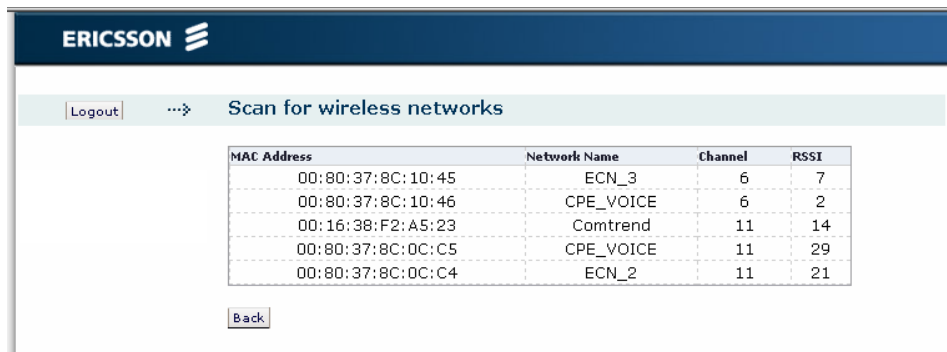 ERICSSON
Logout Scan for wireless networks
MAC Address Network Name Channel RSSI
00:80:37:8C:10:45 ECN_3 6 7
00:80:37:8C:10:46 CPE_VOICE 6 2
00:16:38:F2:A5:23 Comtrend 11 14
00:80:37:8C:0C:C5 CPE_VOICE 11 29
00:80:37:8C:0C:C4 ECN_2 11 21
Back